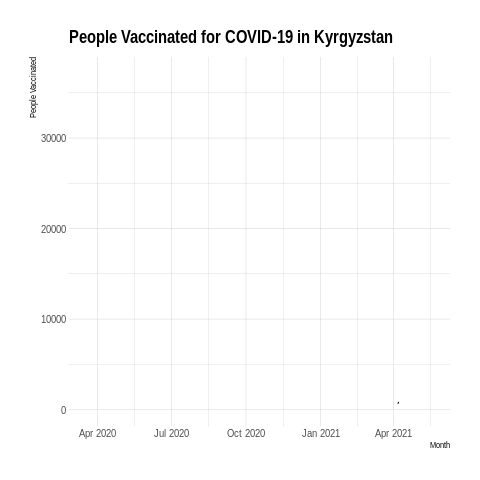 People Vaccinated for COVID-19 in Kyrgyzstan
People Vaccinated
30000
20000
10000
0
Apr 2020 Jul 2020 Oct 2020 Jan 2021 Apr 2021
Month